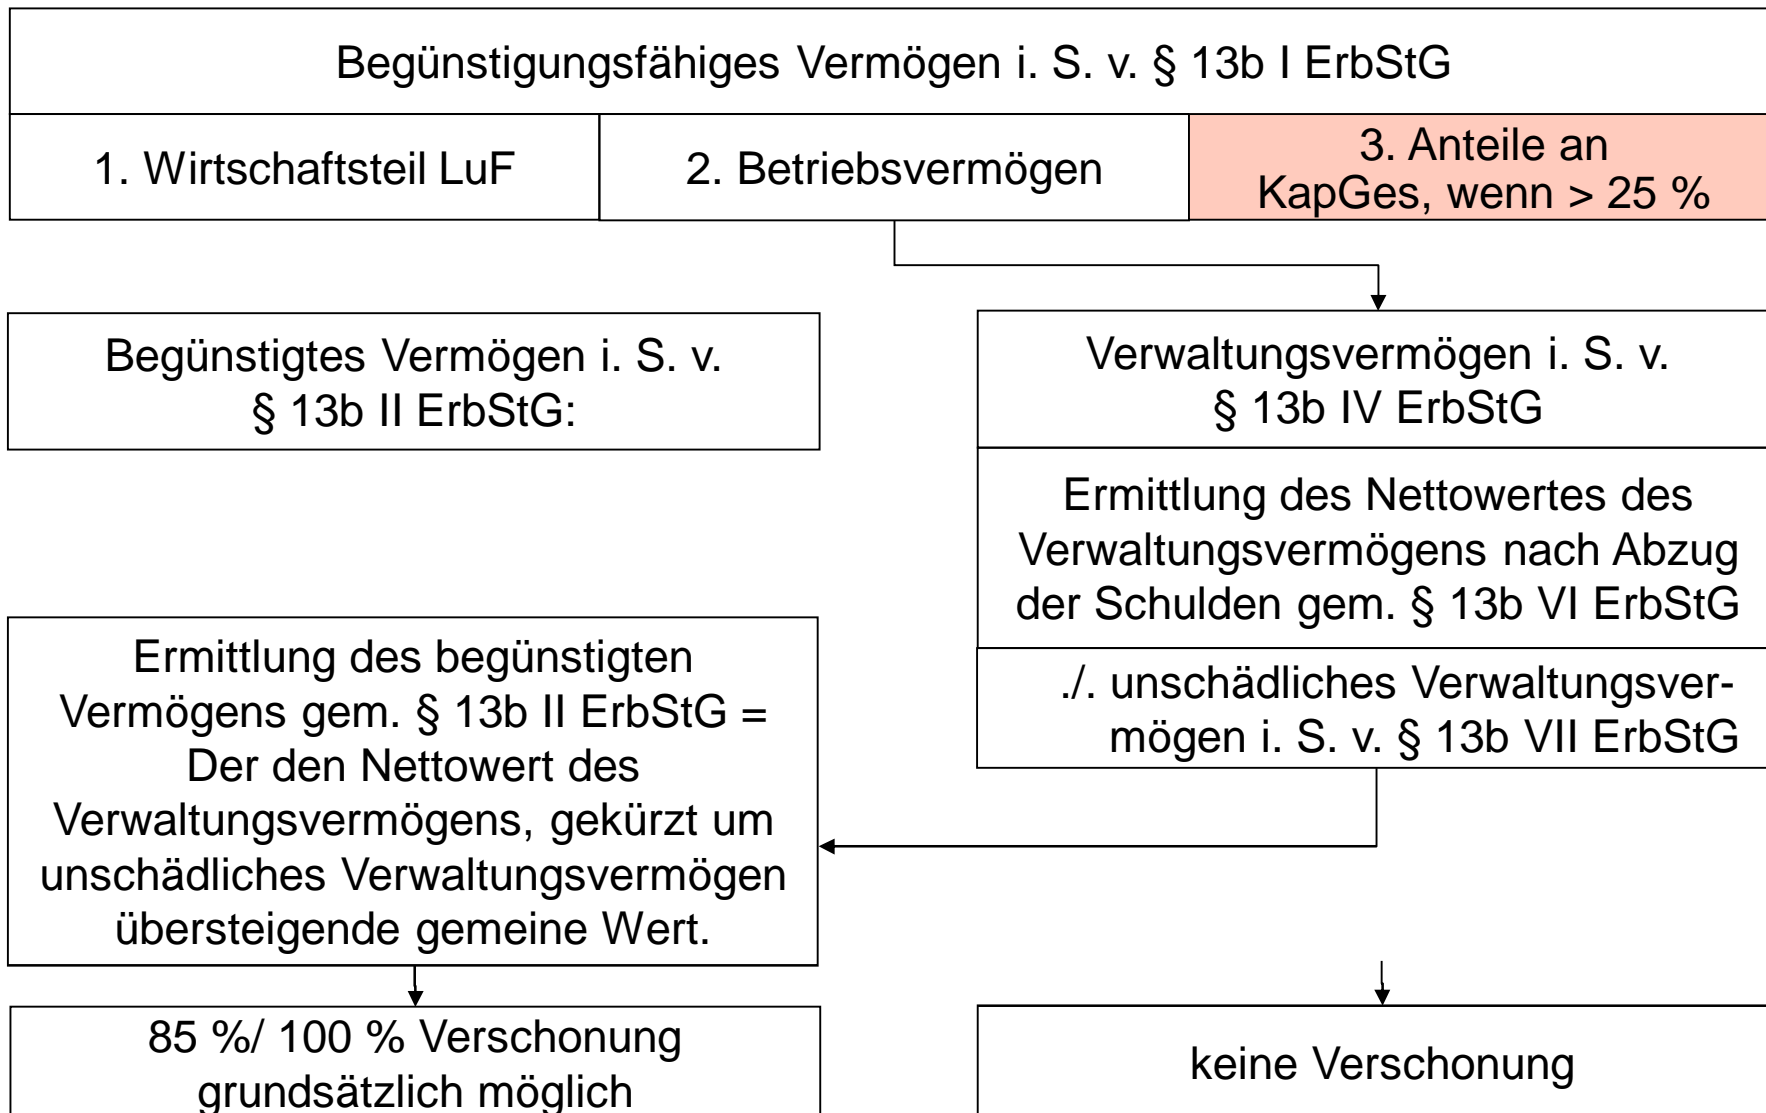 Begünstigungsfähiges Vermögen i. S. v. § 13b I ErbStG
1. Wirtschaftsteil LuF
2. Betriebsvermögen
3. Anteile an
KapGes, wenn > 25 %
Begünstigtes Vermögen i. S. v.
§ 13b II ErbStG:
Verwaltungsvermögen i. S. v.
§ 13b IV ErbStG
Ermittlung des Nettowertes des
Verwaltungsvermögens nach Abzug
der Schulden gem. § 13b VI ErbStG
./. unschädliches Verwaltungsver-
mögen i. S. v. § 13b VII ErbStG
Ermittlung des begünstigten
Vermögens gem. § 13b II ErbStG =
Der den Nettowert des
Verwaltungsvermögens, gekürzt um
unschädliches Verwaltungsvermögen
übersteigende gemeine Wert.
85 %/ 100 % Verschonung
grundsätzlich möglich
keine Verschonung